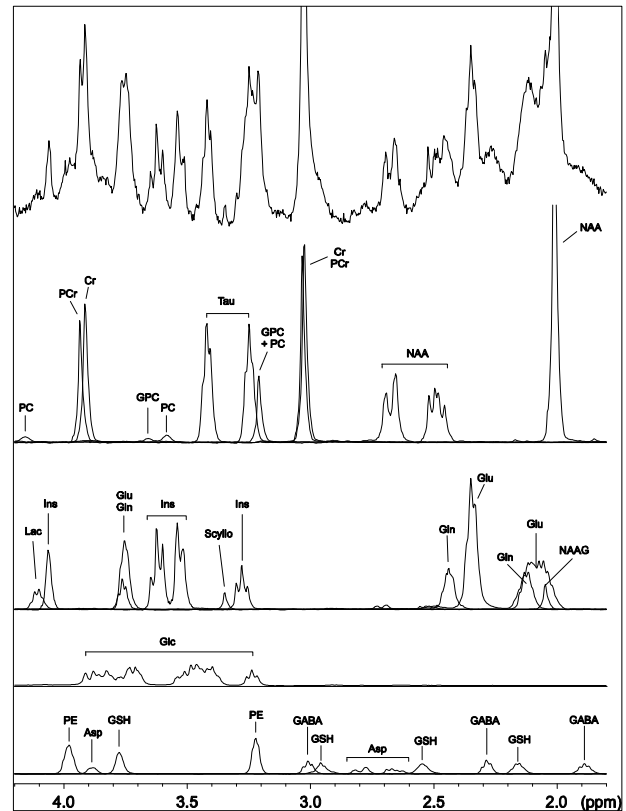 NAA
Cr
PCr
Cr
PCr
Tau
GPC
+ PC
NAA
PC
GPC
PC
Glu
Ins
Glu
Gln
Ins
Ins
Gln
Glu
Lac
Scyllo
Gln
NAAG
Glc
PE
GSH
PE
GABA
GABA
GABA
Asp
GSH
Asp
GSH
GSH
4.0 3.5 3.0 2.5 2.0 (ppm)